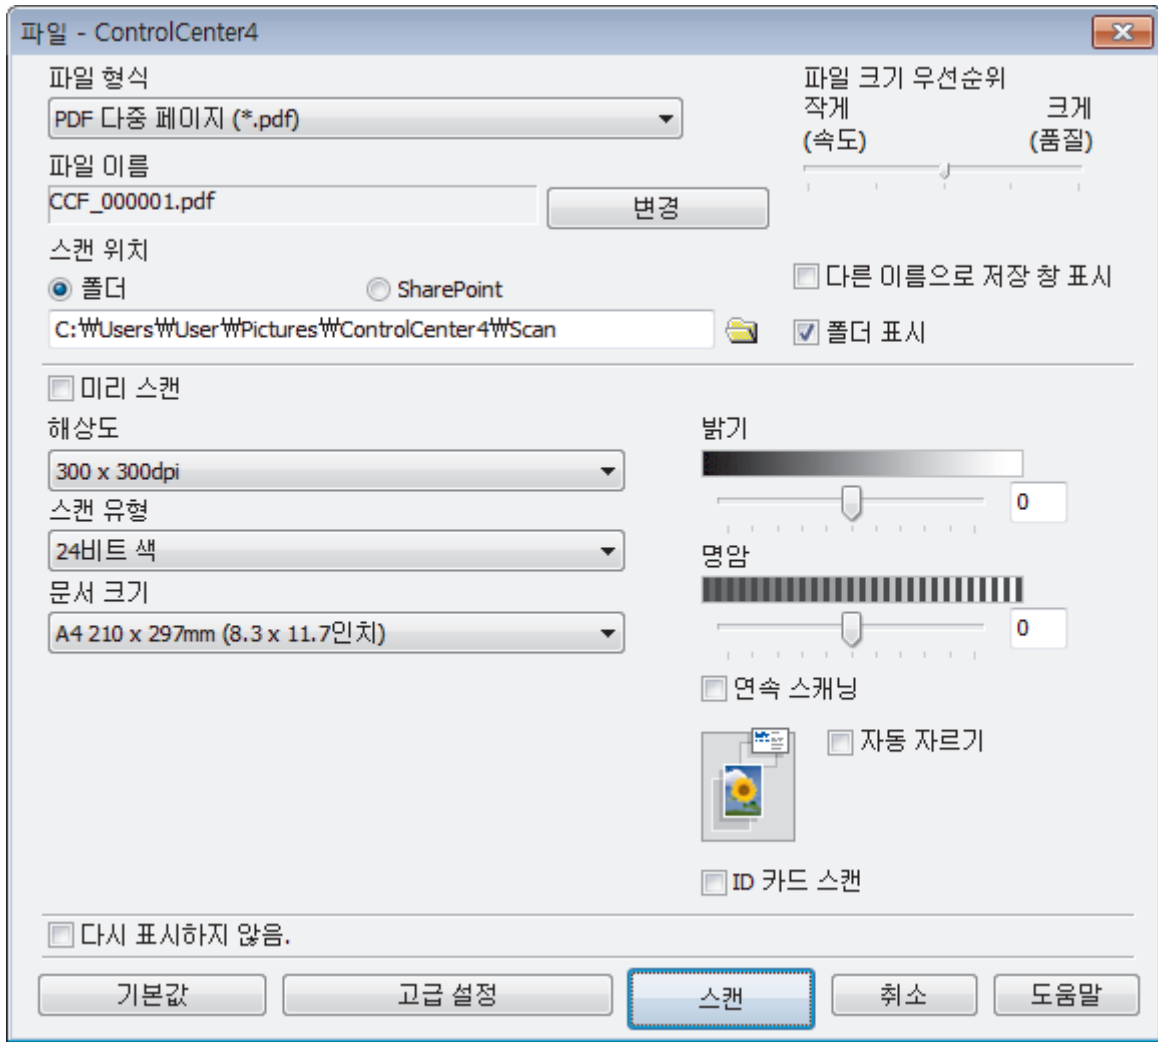 파일 - ControlCenter4
파일 형식
PDF 다중 페이지 (*.pdf)
파일 이름
CCF_000001.pdf
변경
파일 크기 우선순위
작게 크게
(속도) (품질)
스캔 위치
폴더 SharePoint
C:₩Users₩User₩Pictures₩ControlCenter4₩Scan
다른 이름으로 저장 창 표시
폴더 표시
미리 스캔
해상도
300 x 300dpi
스캔 유형
24비트 색
문서 크기
A4 210 x 297mm (8.3 x 11.7인치)
밝기
0
명암
0
연속 스캐닝
자동 자르기
ID 카드 스캔
다시 표시하지 않음.
기본값 고급 설정 스캔 취소 도움말